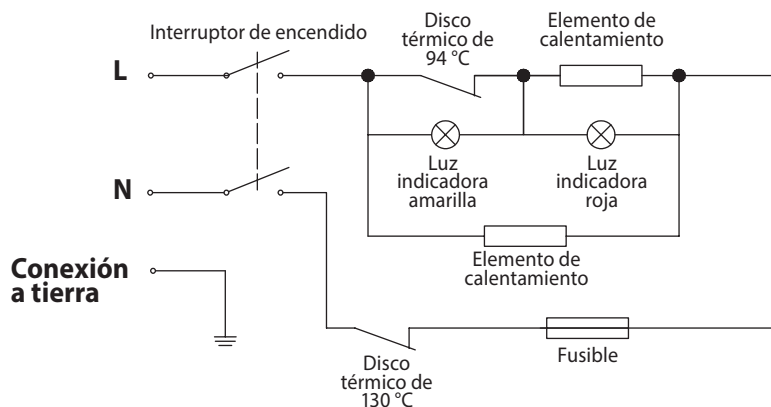 Interruptor de encendido
Disco
térmico de
94 °C
Elemento de
calentamiento
L
Luz
indicadora
amarilla
Luz
indicadora
roja
N
Elemento de
calentamiento
Conexión
a tierra
Disco
térmico de
130 °C
Fusible